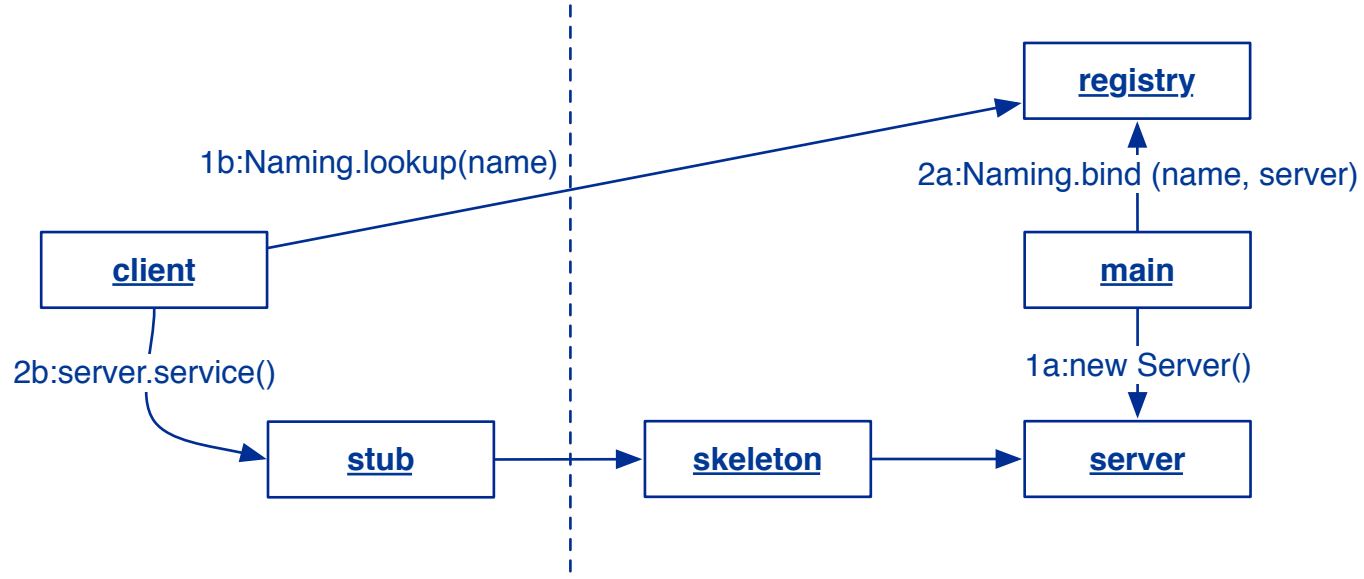 registry
1b:Naming.lookup(name)
2a:Naming.bind (name, server)
client
main
2b:server.service()
1a:new Server()
stub
skeleton
server